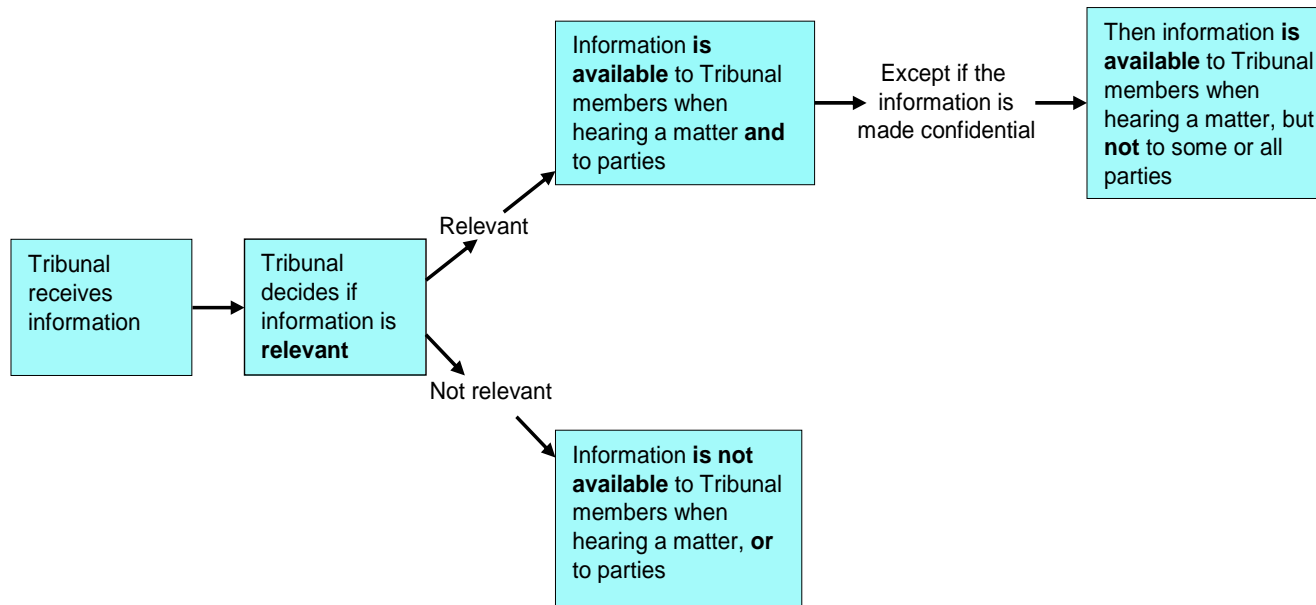 Tribunal
receives
information
Tribunal
decides if
information is
relevant
Relevant
Information is
available to Tribunal
members when
hearing a matter and
to parties
Except if the
information is
made confidential
Then information is
available to Tribunal
members when
hearing a matter, but
not to some or all
parties
Not relevant
Information is not
available to Tribunal
members when
hearing a matter, or
to parties